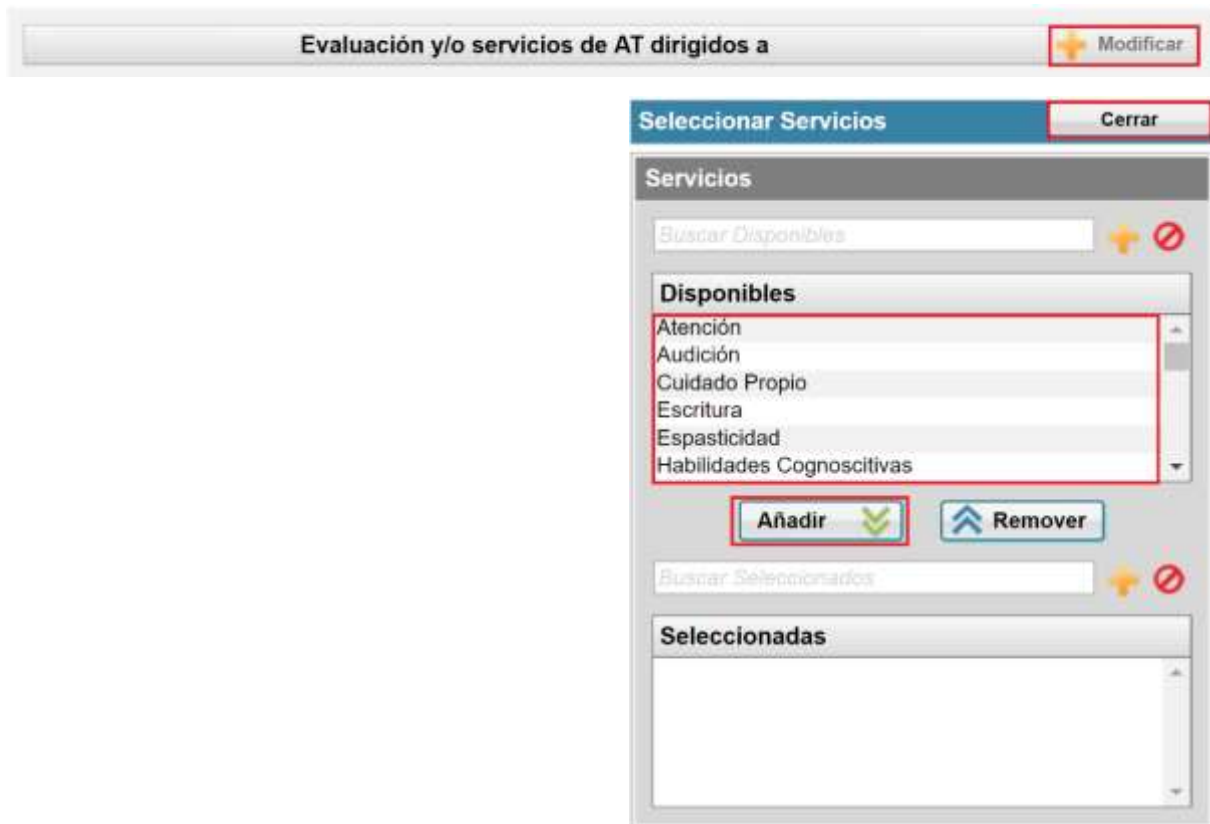 Evaluación y/o servicios de AT dirigidos a
Modificar
Seleccionar Servicios
Cerrar
Servicios
Buscar Disponibles
Disponibles
Atención
Audición
Cuidado Propio
Escritura
Espasticidad
Habilidades Cognoscitivas
Añadir
Remover
Buscar Seleccionados
Seleccionadas